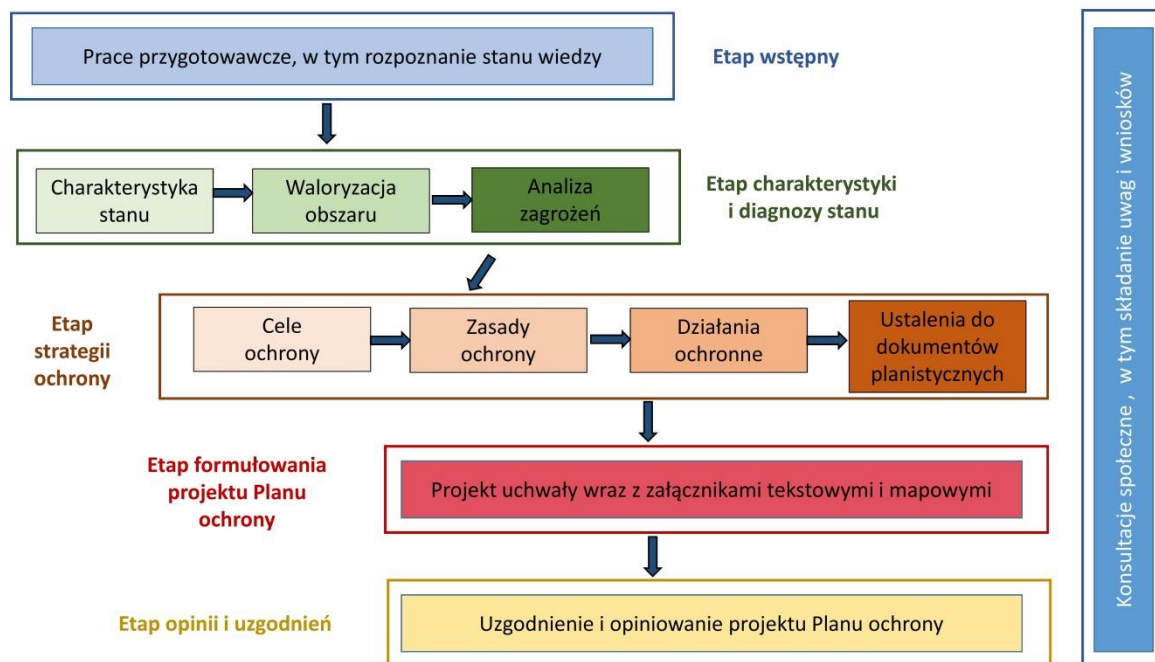 Prace przygotowawcze, w tym rozpoznanie stanu wiedzy
Etap wstępny
Charakterystyka
stanu
Waloryzacja
obszaru
Analiza
zagrożeń
Etap charakterystyki
i diagnozy stanu
Etap
strategii
ochrony
Cele
ochrony
Zasady
ochrony
Działania
ochronne
Ustalenia do
dokumentów
planistycznych
Etap formułowania
projektu Planu
ochrony
Projekt uchwały wraz z załącznikami tekstowymi i mapowymi
Etap opinii i uzgodnień
Uzgodnienie i opiniowanie projektu Planu ochrony
Konsultacje społeczne , w tym składanie uwag i wniosków